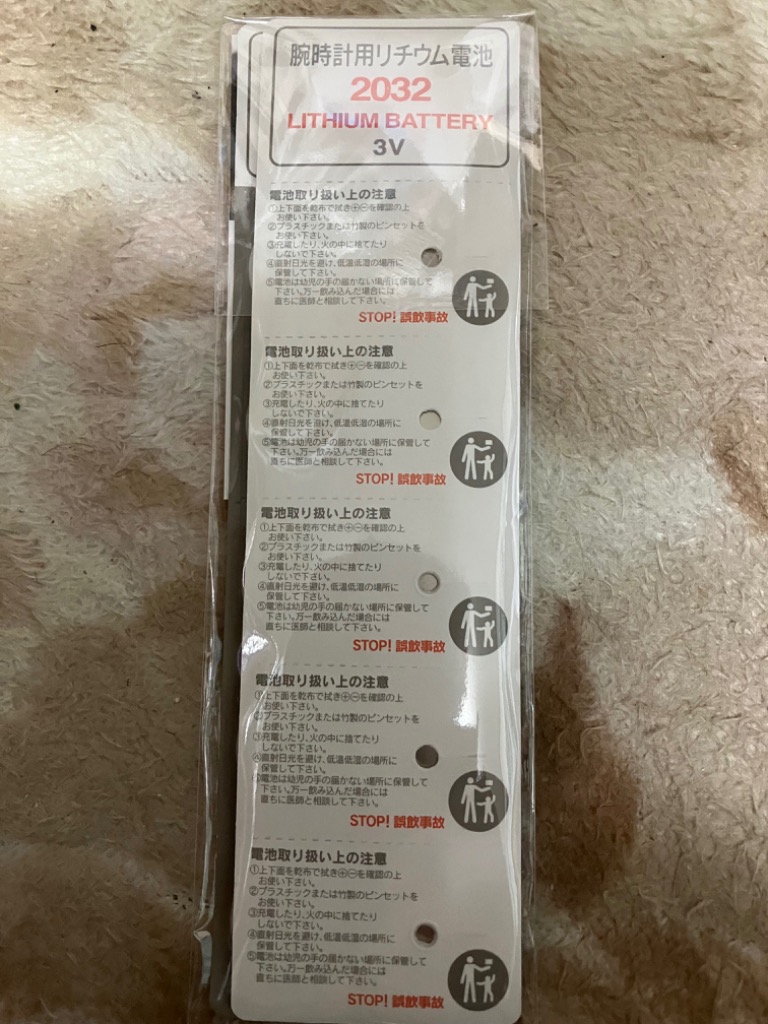 腕時計用リチウム電池
2032
LITHIUM BATTERY
3V
電池取り扱い上の注意
①上下面を乾布で拭き⊕⊖を確認の上
お使い下さい。
②プラスチックまたは竹製のピンセットを
お使い下さい。
③充電したり、火の中に捨てたり
しないで下さい。
④直射日光を避け、低温低湿の場所に
保管して下さい。
⑤電池は幼児の手の届かない場所に保管して
下さい。万一飲み込んだ場合には
直ちに医師と相談して下さい。
STOP! 誤飲事故
電池取り扱い上の注意
①上下面を乾布で拭き⊕⊖を確認の上
お使い下さい。
②プラスチックまたは竹製のピンセットを
お使い下さい。
③充電したり、火の中に捨てたり
しないで下さい。
④直射日光を避け、低温低湿の場所に
保管して下さい。
⑤電池は幼児の手の届かない場所に保管して
下さい。万一飲み込んだ場合には
直ちに医師と相談して下さい。
STOP! 誤飲事故
電池取り扱い上の注意
①上下面を乾布で拭き⊕⊖を確認の上
お使い下さい。
②プラスチックまたは竹製のピンセットを
お使い下さい。
③充電したり、火の中に捨てたり
しないで下さい。
④直射日光を避け、低温低湿の場所に
保管して下さい。
⑤電池は幼児の手の届かない場所に保管して
下さい。万一飲み込んだ場合には
直ちに医師と相談して下さい。
STOP! 誤飲事故
電池取り扱い上の注意
①上下面を乾布で拭き⊕⊖を確認の上
お使い下さい。
②プラスチックまたは竹製のピンセットを
お使い下さい。
③充電したり、火の中に捨てたり
しないで下さい。
④直射日光を避け、低温低湿の場所に
保管して下さい。
⑤電池は幼児の手の届かない場所に保管して
下さい。万一飲み込んだ場合には
直ちに医師と相談して下さい。
STOP! 誤飲事故
電池取り扱い上の注意
①上下面を乾布で拭き⊕⊖を確認の上
お使い下さい。
②プラスチックまたは竹製のピンセットを
お使い下さい。
③充電したり、火の中に捨てたり
しないで下さい。
④直射日光を避け、低温低湿の場所に
保管して下さい。
⑤電池は幼児の手の届かない場所に保管して
下さい。万一飲み込んだ場合には
直ちに医師と相談して下さい。
STOP! 誤飲事故